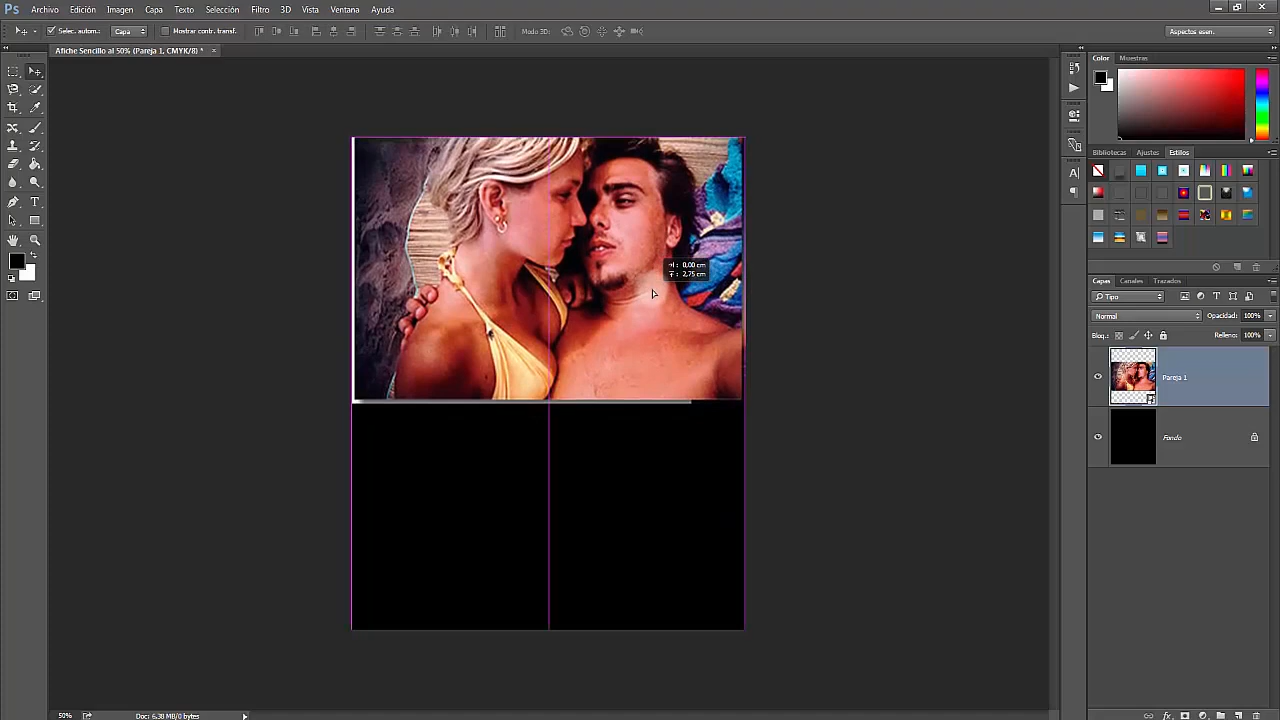 Ps Archivo Edición Imagen Capa Texto Selección Filtro 3D Vista Ventana Ayuda
Selec. autom.: Capa Mostrar contr. transf. Modo 3D: Aspectos esen.
Afiche Sencillo al 50% (Pareja 1, CMYK/8) * ×
Color Muestras
Bibliotecas Ajustes Estilos
0,00 cm
2,75 cm
Capas Canales Trazados
Tipo
Normal Opacidad: 100%
Bloq.: Relleno: 100%
Pareja 1
Fondo
50% Doc: 6,38 MB/0 bytes